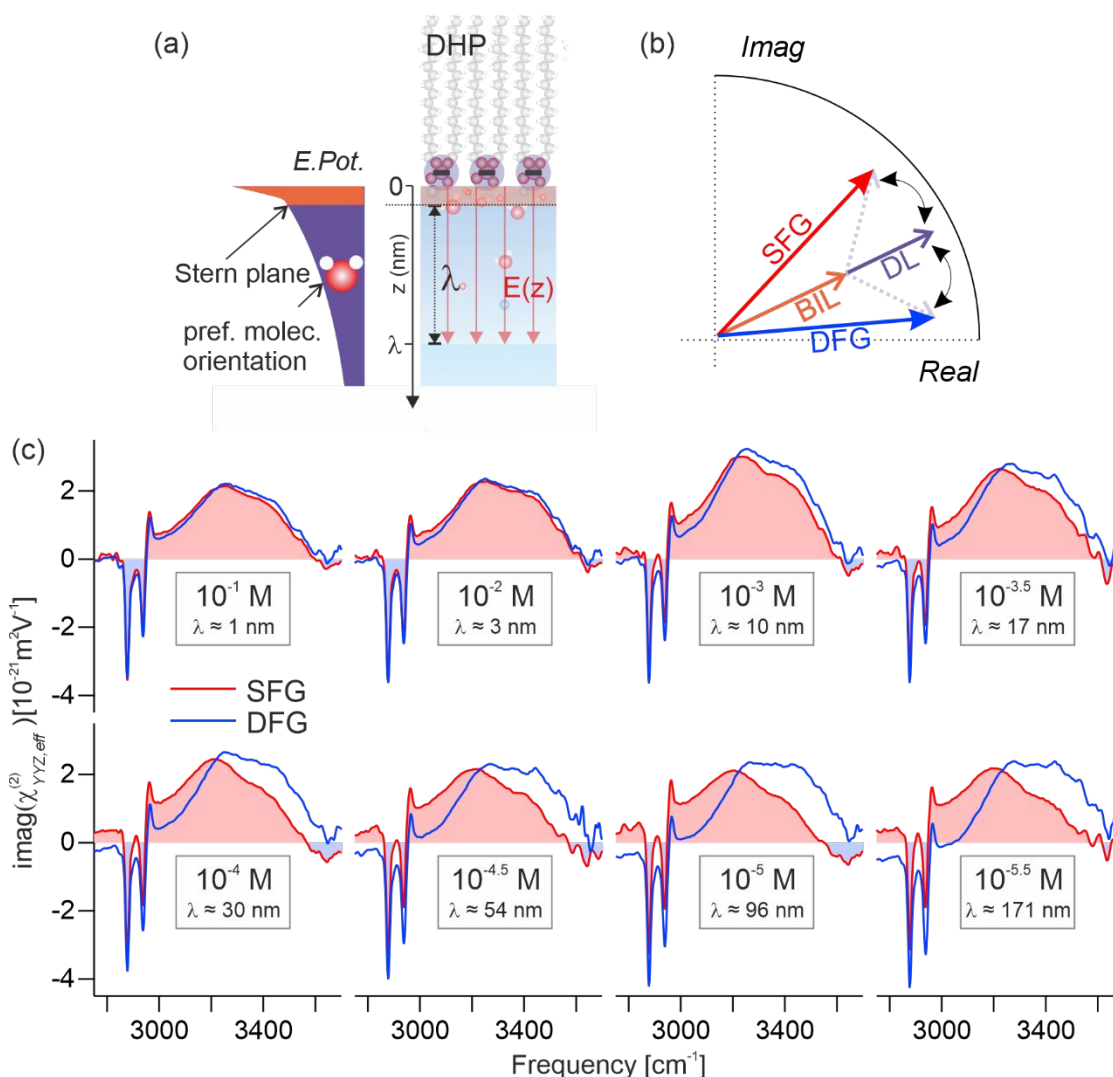 (a)
DHP
E.Pot.
0
Stern plane
pref. molec.
orientation
z (nm)
λ
E(z)
λ
(b)
Imag
SFG
DL
BIL
DFG
Real
(c)
imag(χ⁽²⁾YYZ,eff)[10⁻²¹m²V⁻¹]
2
0
-2
-4
10⁻¹ M
λ ≈ 1 nm
10⁻² M
λ ≈ 3 nm
10⁻³ M
λ ≈ 10 nm
10⁻³·⁵ M
λ ≈ 17 nm
SFG
DFG
2
0
-2
-4
10⁻⁴ M
λ ≈ 30 nm
10⁻⁴·⁵ M
λ ≈ 54 nm
10⁻⁵ M
λ ≈ 96 nm
10⁻⁵·⁵ M
λ ≈ 171 nm
3000 3400 3000 3400 3000 3400 3000 3400
Frequency [cm⁻¹]